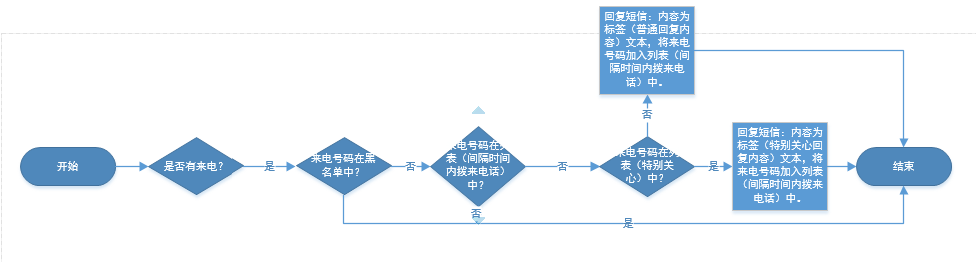 开始
是否有来电？
是
来电号码在黑
名单中？
否
来电号码在列
表（间隔时间
内拨来电话）
中？
否
否
来电号码在列
表（特别关
心）中？
否
回复短信：内容为
标签（普通回复内
容）文本，将来电
号码加入列表（间
隔时间内拨来电
话）中。
是
回复短信：内容为
标签（特别关心回
复内容）文本，将
来电号码加入列表
（间隔时间内拨来
电话）中。
结束
是